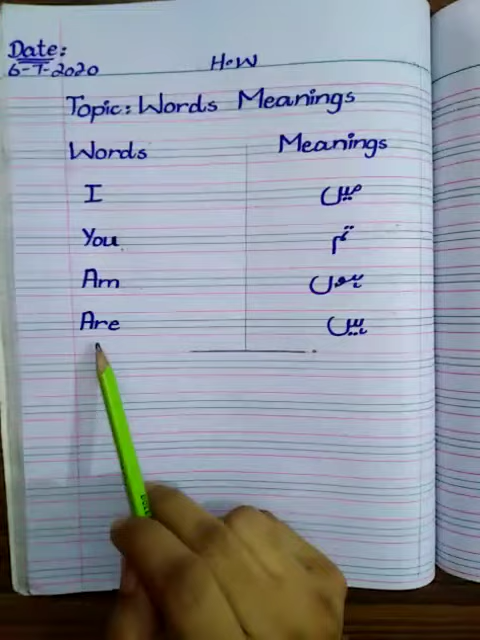 Date:
6-7-2020 H.W
Topic: Words Meanings
Words Meanings
I میں
You تم
Am ہوں
Are ہیں